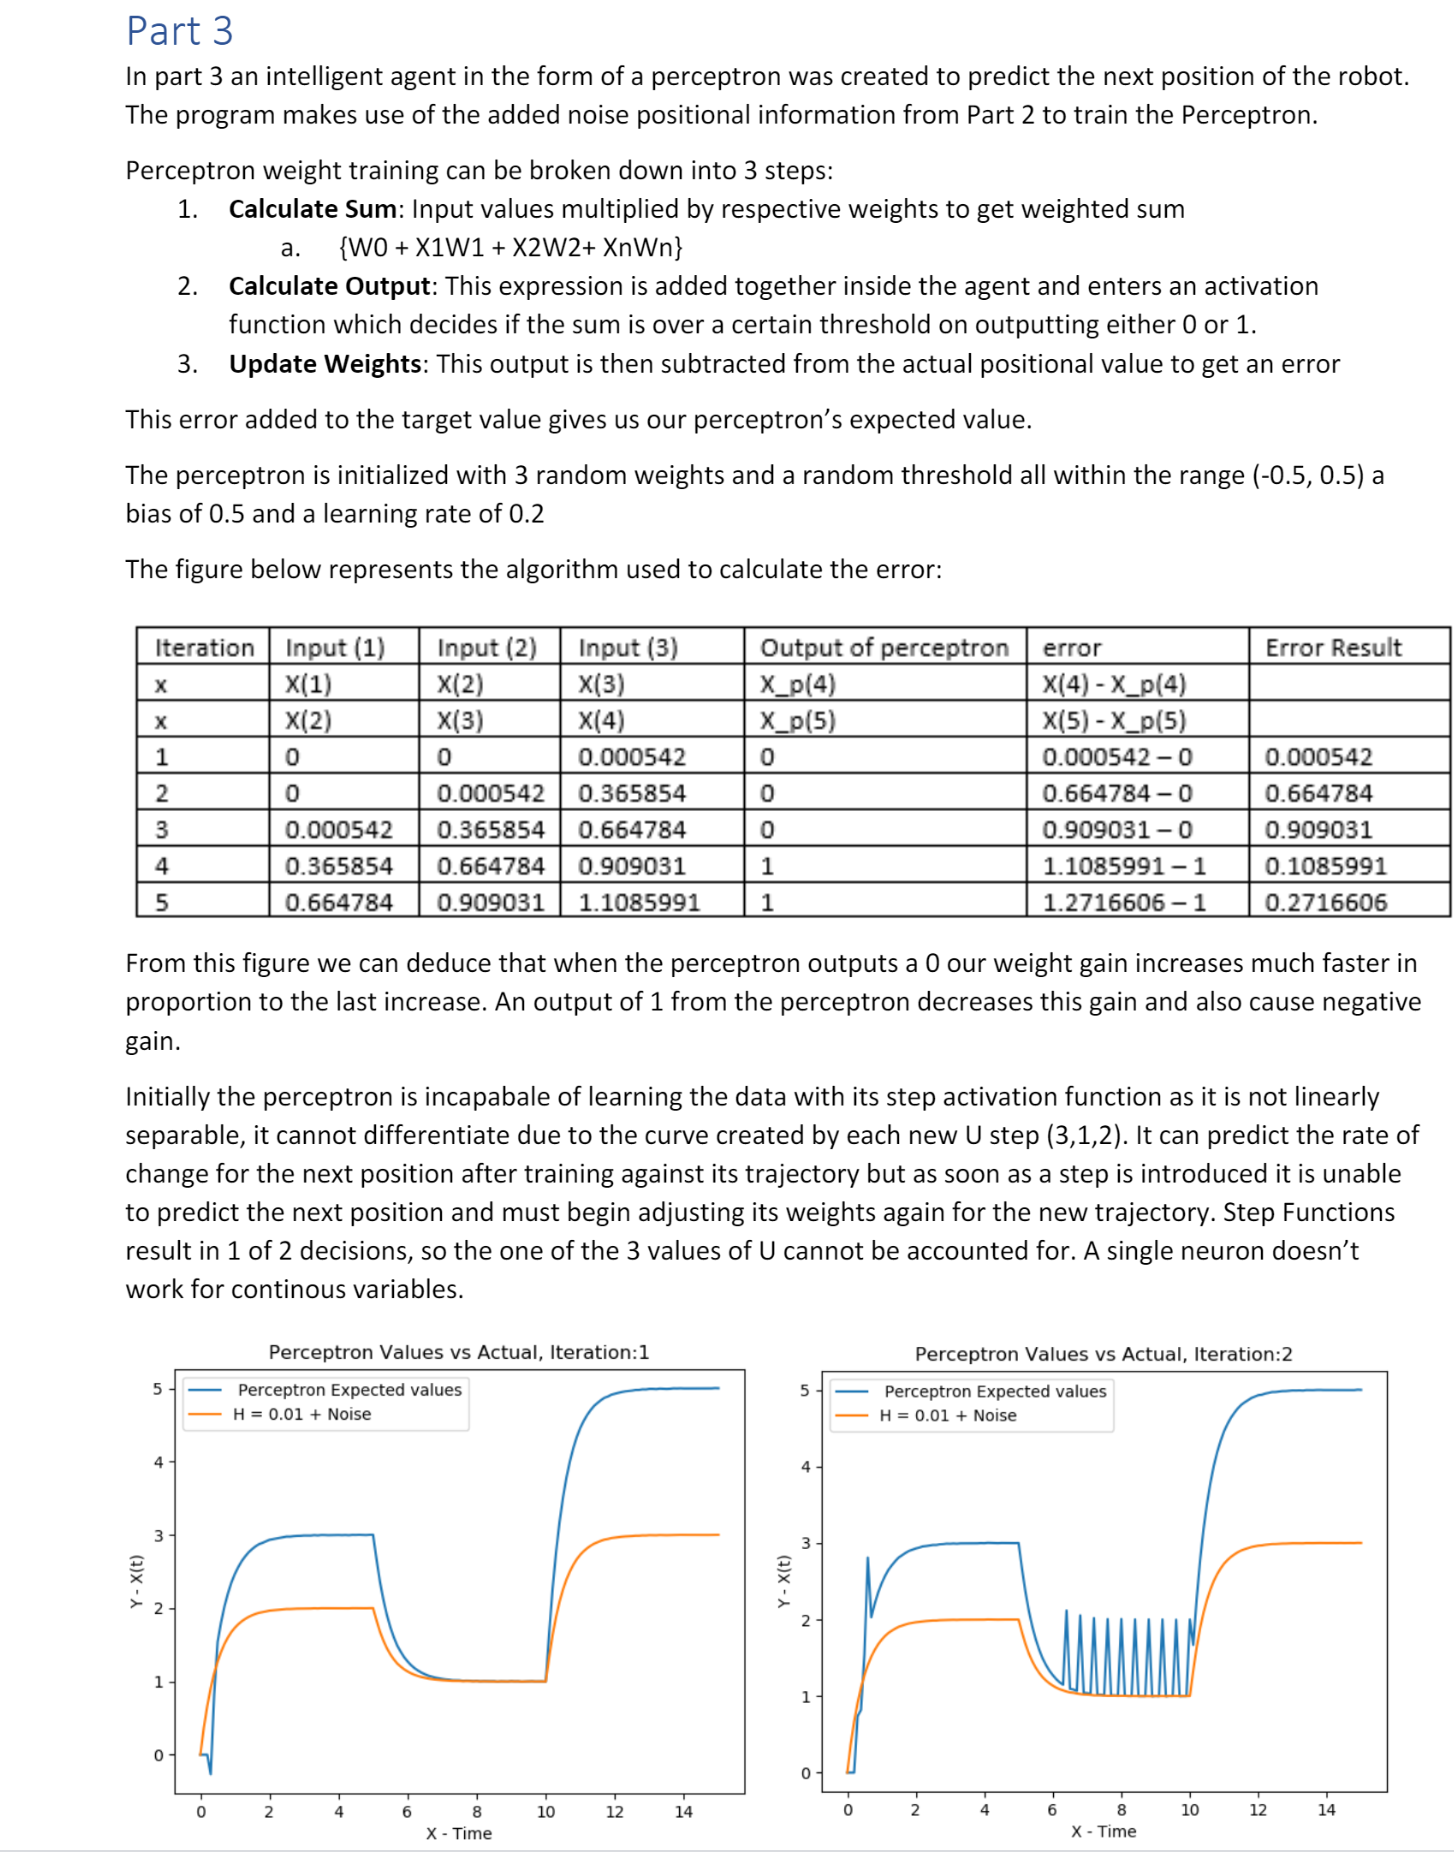 Part 3
In part 3 an intelligent agent in the form of a perceptron was created to predict the next position of the robot.
The program makes use of the added noise positional information from Part 2 to train the Perceptron.
Perceptron weight training can be broken down into 3 steps:
1. Calculate Sum: Input values multiplied by respective weights to get weighted sum
a. {W0 + X1W1 + X2W2+ XnWn}
2. Calculate Output: This expression is added together inside the agent and enters an activation
function which decides if the sum is over a certain threshold on outputting either 0 or 1.
3. Update Weights: This output is then subtracted from the actual positional value to get an error
This error added to the target value gives us our perceptron’s expected value.
The perceptron is initialized with 3 random weights and a random threshold all within the range (-0.5, 0.5) a
bias of 0.5 and a learning rate of 0.2
The figure below represents the algorithm used to calculate the error:
Iteration Input (1) Input (2) Input (3) Output of perceptron error Error Result
x X(1) X(2) X(3) X_p(4) X(4) - X_p(4)
x X(2) X(3) X(4) X_p(5) X(5) - X_p(5)
1 0 0 0.000542 0 0.000542 – 0 0.000542
2 0 0.000542 0.365854 0 0.664784 – 0 0.664784
3 0.000542 0.365854 0.664784 0 0.909031 – 0 0.909031
4 0.365854 0.664784 0.909031 1 1.1085991 – 1 0.1085991
5 0.664784 0.909031 1.1085991 1 1.2716606 – 1 0.2716606
From this figure we can deduce that when the perceptron outputs a 0 our weight gain increases much faster in
proportion to the last increase. An output of 1 from the perceptron decreases this gain and also cause negative
gain.
Initially the perceptron is incapabale of learning the data with its step activation function as it is not linearly
separable, it cannot differentiate due to the curve created by each new U step (3,1,2). It can predict the rate of
change for the next position after training against its trajectory but as soon as a step is introduced it is unable
to predict the next position and must begin adjusting its weights again for the new trajectory. Step Functions
result in 1 of 2 decisions, so the one of the 3 values of U cannot be accounted for. A single neuron doesn’t
work for continous variables.
Perceptron Values vs Actual, Iteration:1
Perceptron Expected values
H = 0.01 + Noise
5
4
3
2
1
0
Y - X(t)
0 2 4 6 8 10 12 14
X - Time
Perceptron Values vs Actual, Iteration:2
Perceptron Expected values
H = 0.01 + Noise
5
4
3
2
1
0
Y - X(t)
0 2 4 6 8 10 12 14
X - Time